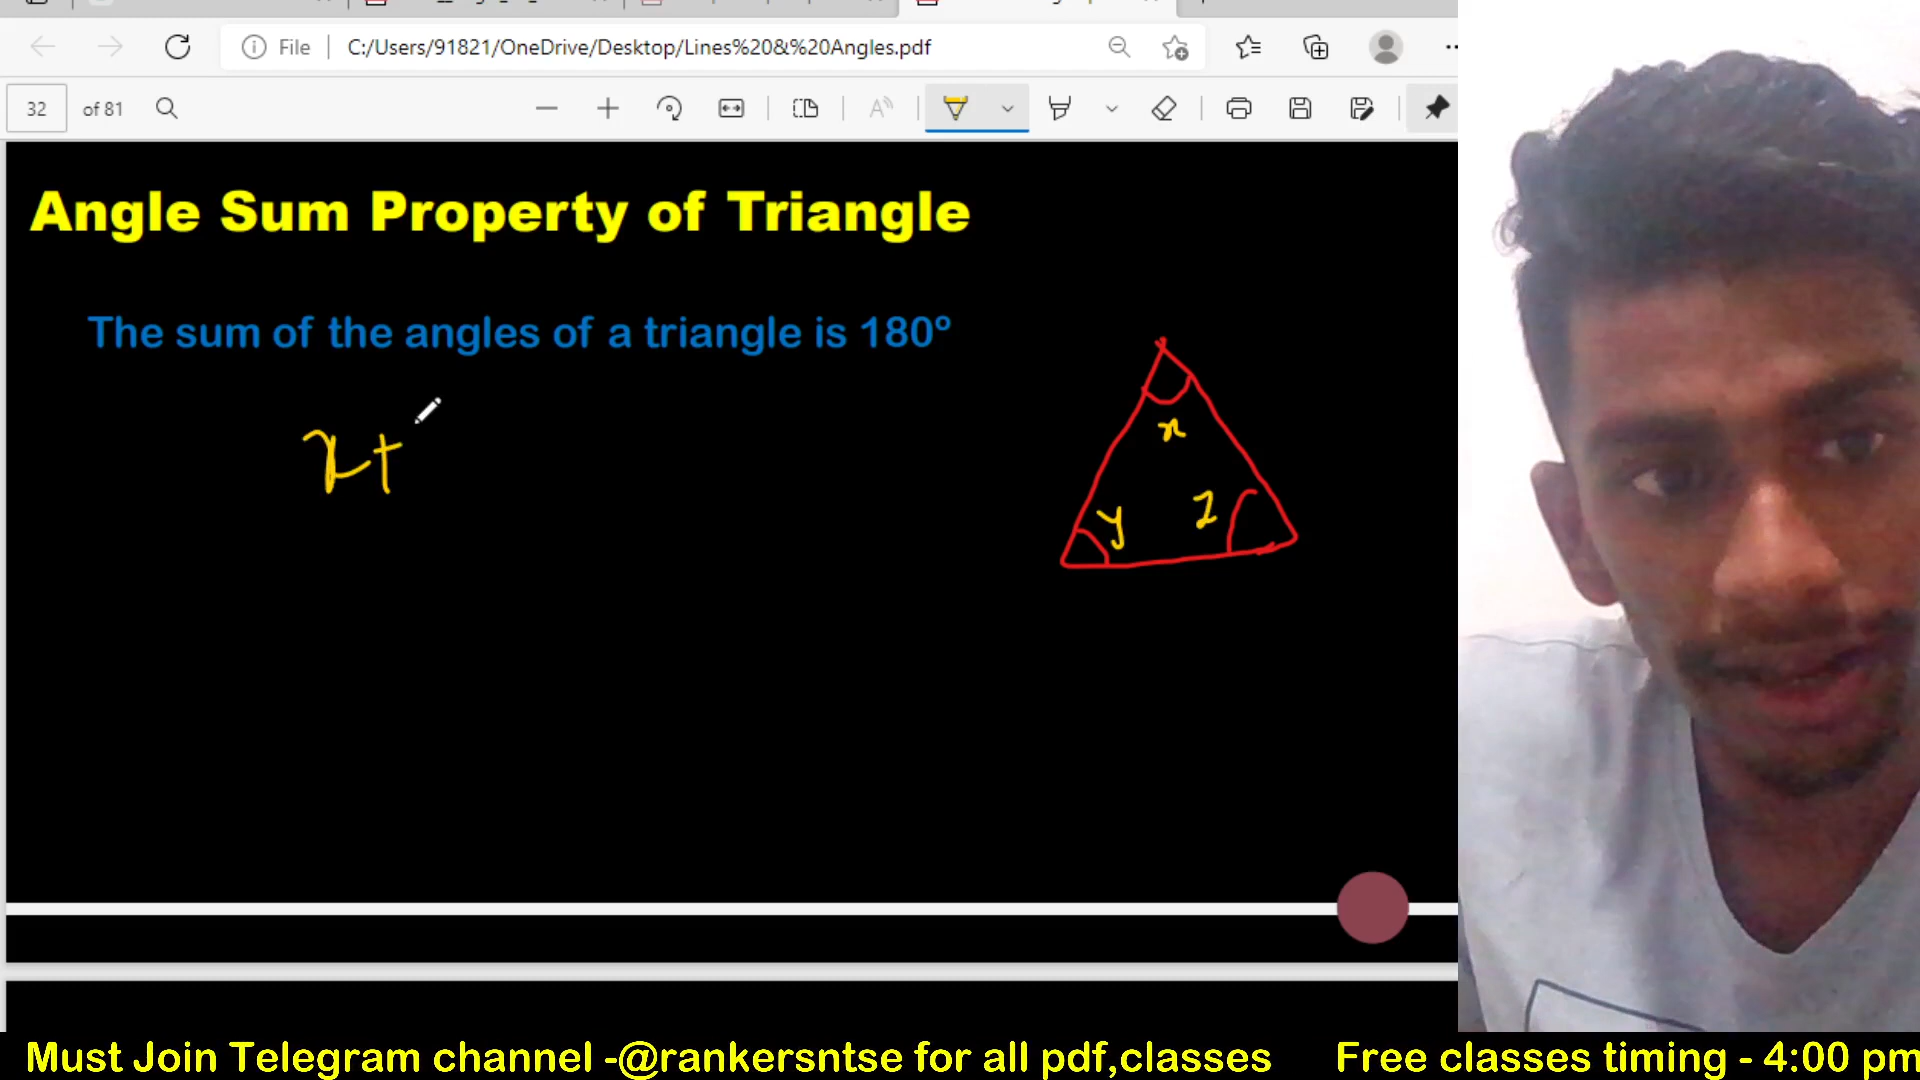 File C:/Users/91821/OneDrive/Desktop/Lines%20&%20Angles.pdf
32 of 81
Angle Sum Property of Triangle
The sum of the angles of a triangle is 180°
x+
x
y z
Must Join Telegram channel -@rankersntse for all pdf,classes Free classes timing - 4:00 pm